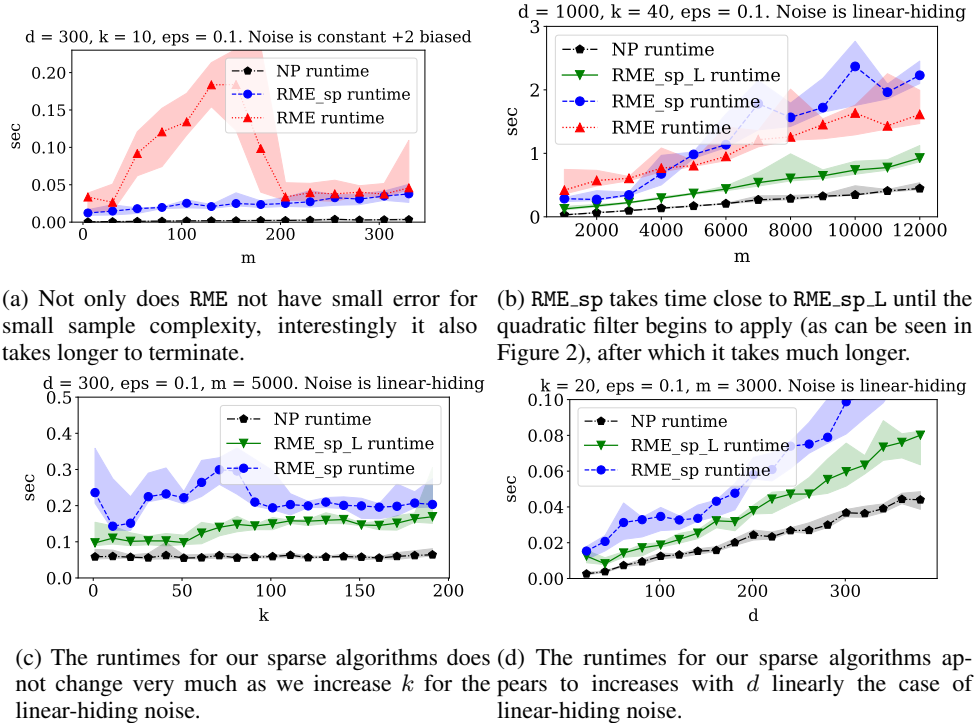 d = 300, k = 10, eps = 0.1. Noise is constant +2 biased
NP runtime
RME_sp runtime
RME runtime
sec
0.20
0.15
0.10
0.05
0.00
0
100
200
300
m
d = 1000, k = 40, eps = 0.1. Noise is linear-hiding
NP runtime
RME_sp_L runtime
RME_sp runtime
RME runtime
sec
3
2
1
0
2000
4000
6000
8000
10000
12000
m
(a) Not only does RME not have small error for
small sample complexity, interestingly it also
takes longer to terminate.
(b) RME_sp takes time close to RME_sp_L until the
quadratic filter begins to apply (as can be seen in
Figure 2), after which it takes much longer.
d = 300, eps = 0.1, m = 5000. Noise is linear-hiding
NP runtime
RME_sp_L runtime
RME_sp runtime
sec
0.5
0.4
0.3
0.2
0.1
0.0
0
50
100
150
200
k
k = 20, eps = 0.1, m = 3000. Noise is linear-hiding
NP runtime
RME_sp_L runtime
RME_sp runtime
sec
0.10
0.08
0.06
0.04
0.02
0.00
100
200
300
d
(c) The runtimes for our sparse algorithms does
not change very much as we increase k for the
linear-hiding noise.
(d) The runtimes for our sparse algorithms ap-
pears to increases with d linearly the case of
linear-hiding noise.